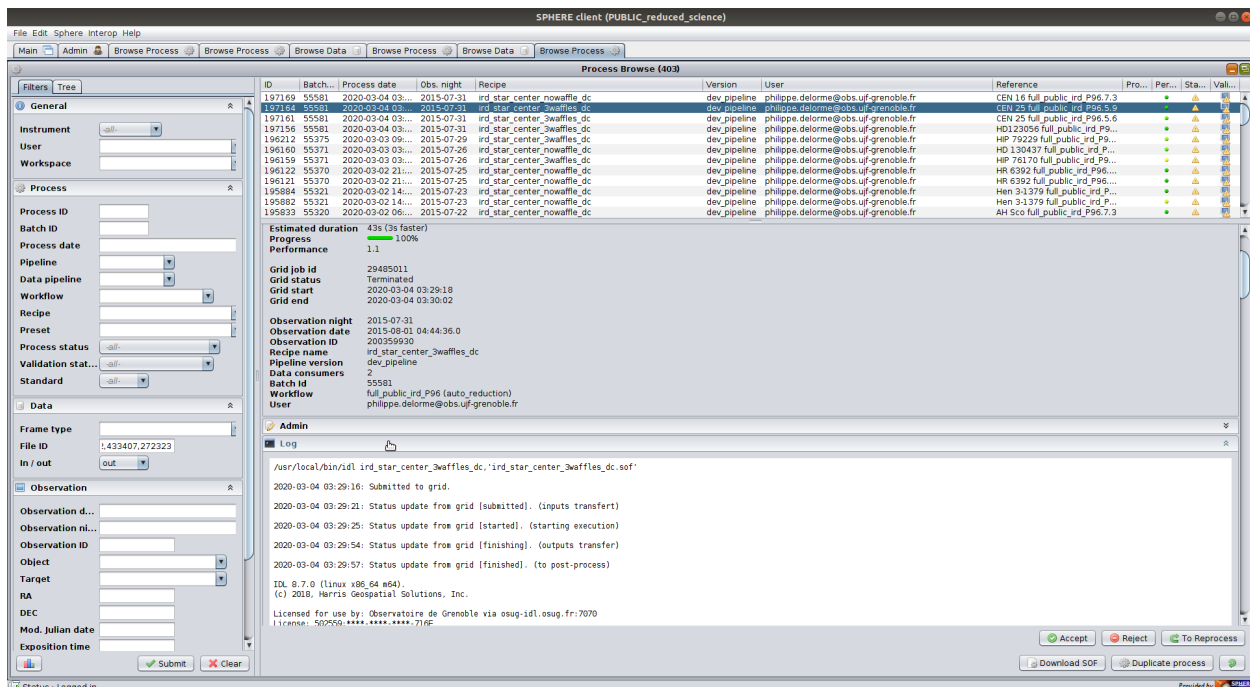 SPHERE client (PUBLIC_reduced_science)
File Edit Sphere Interop Help
Main Admin Browse Process Browse Process Browse Data Browse Process Browse Data Browse Process
Process Browse (403)
Filters Tree
General
Instrument -all-
User
Workspace
Process
Process ID
Batch ID
Process date
Pipeline
Data pipeline
Workflow
Recipe
Preset
Process status -all-
Validation stat... -all-
Standard -all-
Data
Frame type
File ID ,433407,272323
In / out out
Observation
Observation d...
Observation ni...
Observation ID
Object
Target
RA
DEC
Mod. Julian date
Exposition time
Submit Clear
ID Batch... Process date Obs. night Recipe Version User Reference Pro... Per... Sta... Vali...
197169 55581 2020-03-04 03:... 2015-07-31 ird_star_center_nowaffle_dc dev_pipeline philippe.delorme@obs.ujf-grenoble.fr CEN 16 full_public_ird_P96.7.3
197164 55581 2020-03-04 03:... 2015-07-31 ird_star_center_3waffles_dc dev_pipeline philippe.delorme@obs.ujf-grenoble.fr CEN 25 full_public_ird_P96.5.9
197161 55581 2020-03-04 03:... 2015-07-31 ird_star_center_nowaffle_dc dev_pipeline philippe.delorme@obs.ujf-grenoble.fr CEN 25 full_public_ird_P96.5.6
197156 55581 2020-03-04 03:... 2015-07-31 ird_star_center_nowaffle_dc dev_pipeline philippe.delorme@obs.ujf-grenoble.fr HD123056 full_public_ird_P9...
196212 55375 2020-03-03 09:... 2015-07-29 ird_star_center_3waffles_dc dev_pipeline philippe.delorme@obs.ujf-grenoble.fr HIP 79229 full_public_ird_P9...
196160 55371 2020-03-03 03:... 2015-07-26 ird_star_center_nowaffle_dc dev_pipeline philippe.delorme@obs.ujf-grenoble.fr HD 130437 full_public_ird_P...
196159 55371 2020-03-03 03:... 2015-07-26 ird_star_center_3waffles_dc dev_pipeline philippe.delorme@obs.ujf-grenoble.fr HIP 76170 full_public_ird_P9...
196122 55370 2020-03-02 21:... 2015-07-25 ird_star_center_nowaffle_dc dev_pipeline philippe.delorme@obs.ujf-grenoble.fr HR 6392 full_public_ird_P96....
196121 55370 2020-03-02 21:... 2015-07-25 ird_star_center_nowaffle_dc dev_pipeline philippe.delorme@obs.ujf-grenoble.fr HR 6392 full_public_ird_P96....
195884 55321 2020-03-02 14:... 2015-07-23 ird_star_center_nowaffle_dc dev_pipeline philippe.delorme@obs.ujf-grenoble.fr Hen 3-1379 full_public_ird_P...
195882 55321 2020-03-02 14:... 2015-07-23 ird_star_center_nowaffle_dc dev_pipeline philippe.delorme@obs.ujf-grenoble.fr Hen 3-1379 full_public_ird_P...
195833 55320 2020-03-02 06:... 2015-07-22 ird_star_center_nowaffle_dc dev_pipeline philippe.delorme@obs.ujf-grenoble.fr AH Sco full_public_ird_P96.7.3
Estimated duration 43s (3s faster)
Progress 100%
Performance 1.1
Grid job id 29485011
Grid status Terminated
Grid start 2020-03-04 03:29:18
Grid end 2020-03-04 03:30:02
Observation night 2015-07-31
Observation date 2015-08-01 04:44:36.0
Observation ID 200359930
Recipe name ird_star_center_3waffles_dc
Pipeline version dev_pipeline
Data consumers 2
Batch Id 55581
Workflow full_public_ird_P96 (auto_reduction)
User philippe.delorme@obs.ujf-grenoble.fr
Admin
Log
/usr/local/bin/idl ird_star_center_3waffles_dc,'ird_star_center_3waffles_dc.sof'
2020-03-04 03:29:16: Submitted to grid.
2020-03-04 03:29:21: Status update from grid [submitted]. (inputs transfert)
2020-03-04 03:29:25: Status update from grid [started]. (starting execution)
2020-03-04 03:29:54: Status update from grid [finishing]. (outputs transfer)
2020-03-04 03:29:57: Status update from grid [finished]. (to post-process)
IDL 8.7.0 (linux x86_64 m64).
(c) 2018, Harris Geospatial Solutions, Inc.
Licensed for use by: Observatoire de Grenoble via osug-idl.osug.fr:7070
License: 502559:****-****-****-716F
Accept Reject To Reprocess
Download SOF Duplicate process
Status - Logged in
Provided by SPHERE